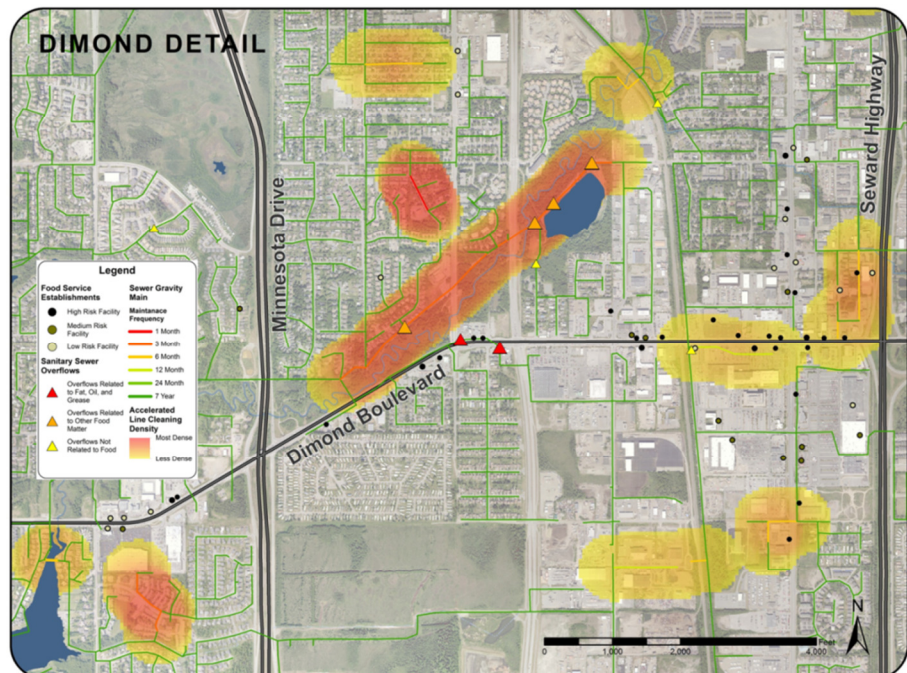 DIMOND DETAIL
Minnesota Drive
Seward Highway
Dimond Boulevard
Legend
Food Service
Establishments
High Risk Facility
Medium Risk
Facility
Low Risk Facility
Sanitary Sewer
Overflows
Overflows Related
to Fat, Oil, and
Grease
Overflows Related
to Other Food
Matter
Overflows Not
Related to Food
Sewer Gravity
Main
Maintanace
Frequency
1 Month
3 Month
6 Month
12 Month
24 Month
7 Year
Accelerated
Line Cleaning
Density
Most Dense
Less Dense
N
Feet
0 1,000 2,000 4,000